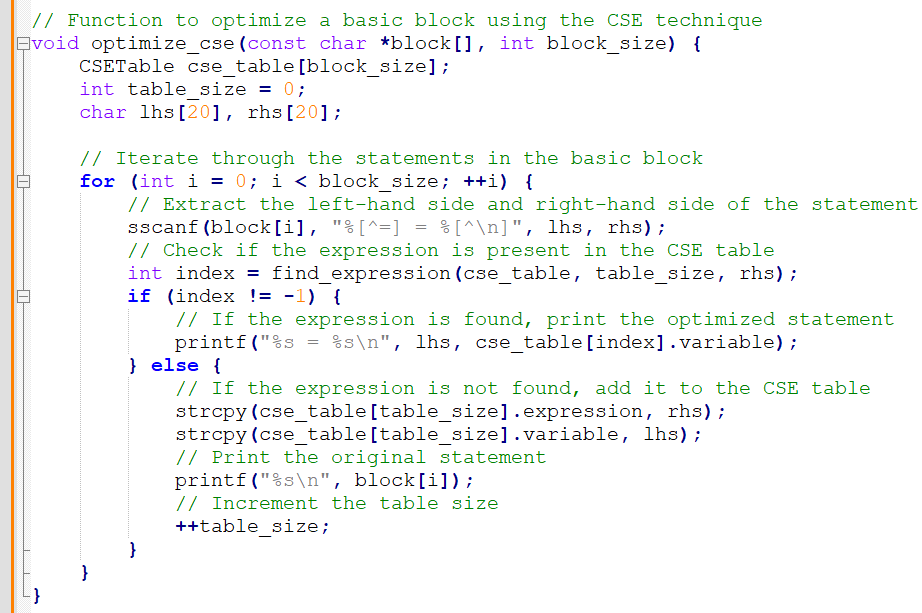 // Function to optimize a basic block using the CSE technique
void optimize_cse(const char *block[], int block_size) {
    CSETable cse_table[block_size];
    int table_size = 0;
    char lhs[20], rhs[20];

    // Iterate through the statements in the basic block
    for (int i = 0; i < block_size; ++i) {
        // Extract the left-hand side and right-hand side of the statement
        sscanf(block[i], "%[^=] = %[^\n]", lhs, rhs);
        // Check if the expression is present in the CSE table
        int index = find_expression(cse_table, table_size, rhs);
        if (index != -1) {
            // If the expression is found, print the optimized statement
            printf("%s = %s\n", lhs, cse_table[index].variable);
        } else {
            // If the expression is not found, add it to the CSE table
            strcpy(cse_table[table_size].expression, rhs);
            strcpy(cse_table[table_size].variable, lhs);
            // Print the original statement
            printf("%s\n", block[i]);
            // Increment the table size
            ++table_size;
        }
    }
}